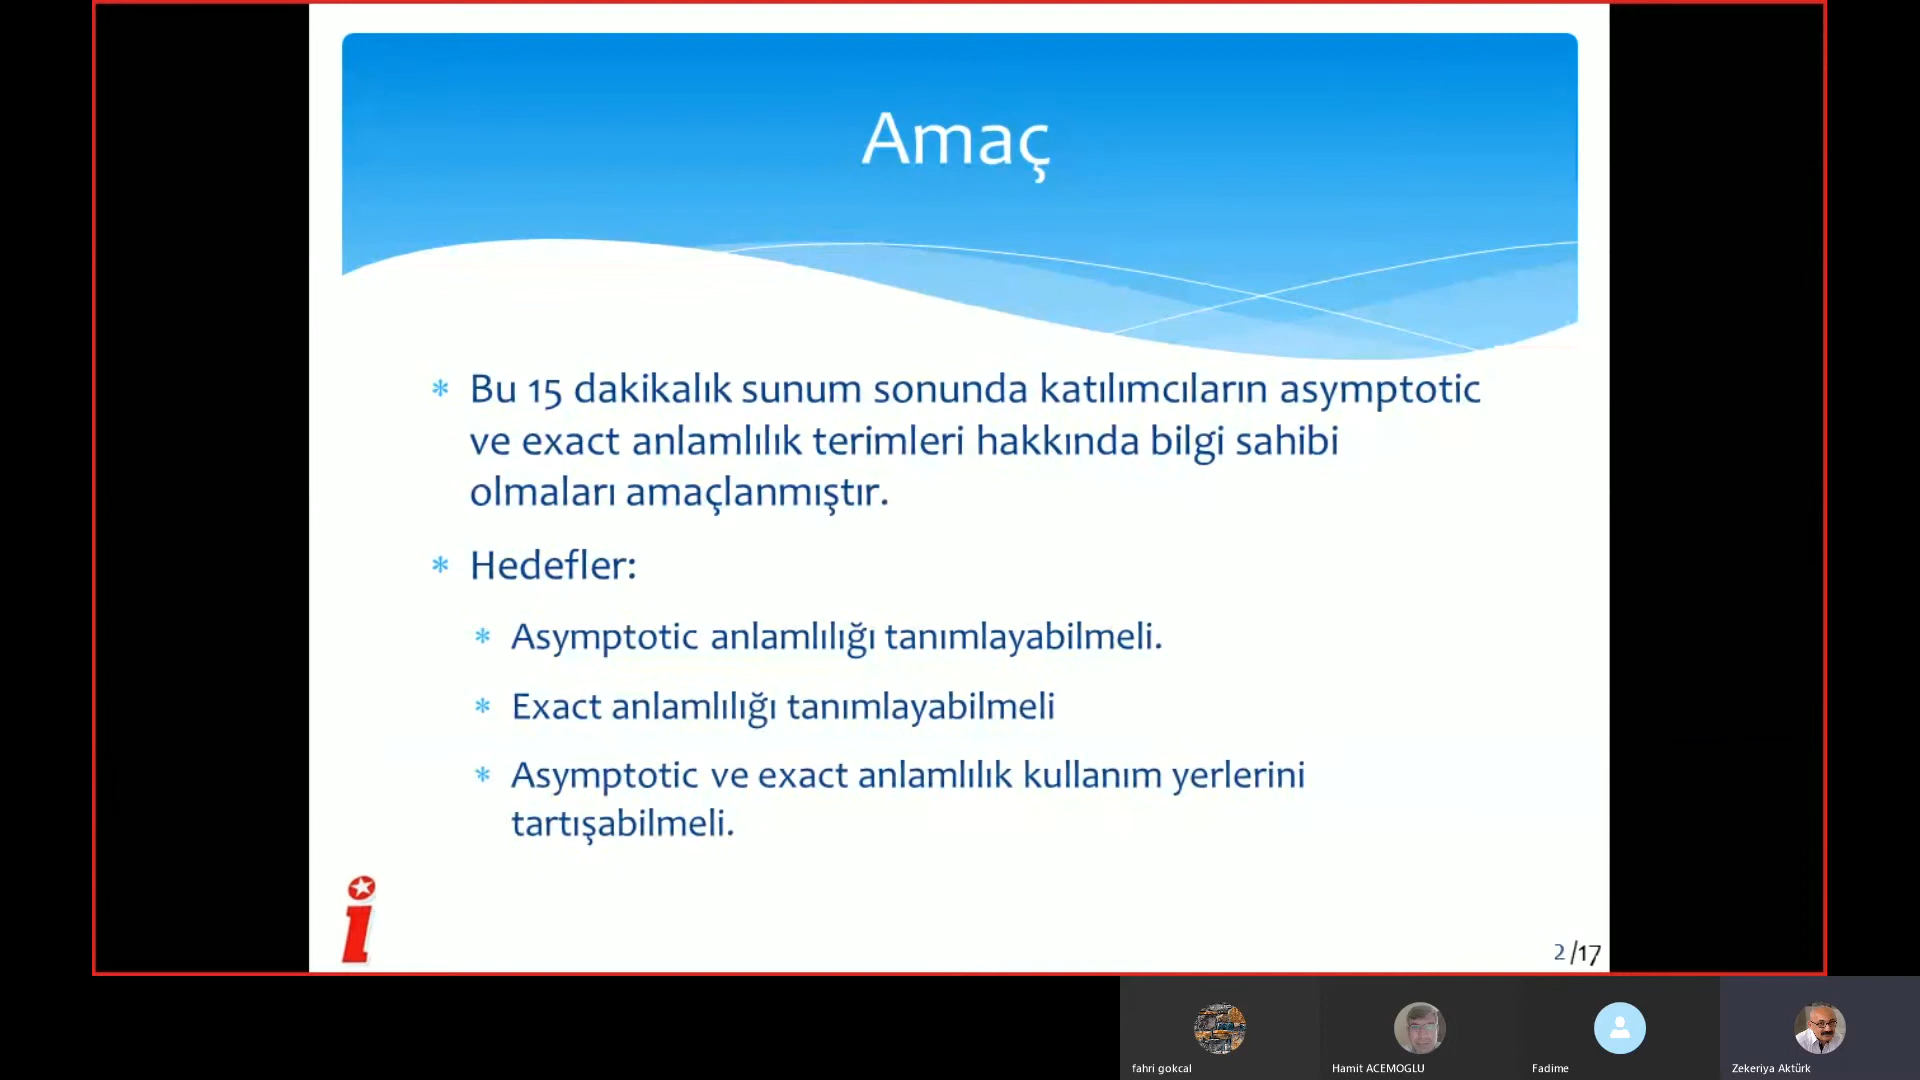 Amaç
* Bu 15 dakikalık sunum sonunda katılımcıların asymptotic
ve exact anlamlılık terimleri hakkında bilgi sahibi
olmaları amaçlanmıştır.
* Hedefler:
* Asymptotic anlamlılığı tanımlayabilmeli.
* Exact anlamlılığı tanımlayabilmeli
* Asymptotic ve exact anlamlılık kullanım yerlerini
tartışabilmeli.
i
2 /17
fahri gokcal
Hamit ACEMOGLU
Fadime
Zekeriya Aktürk